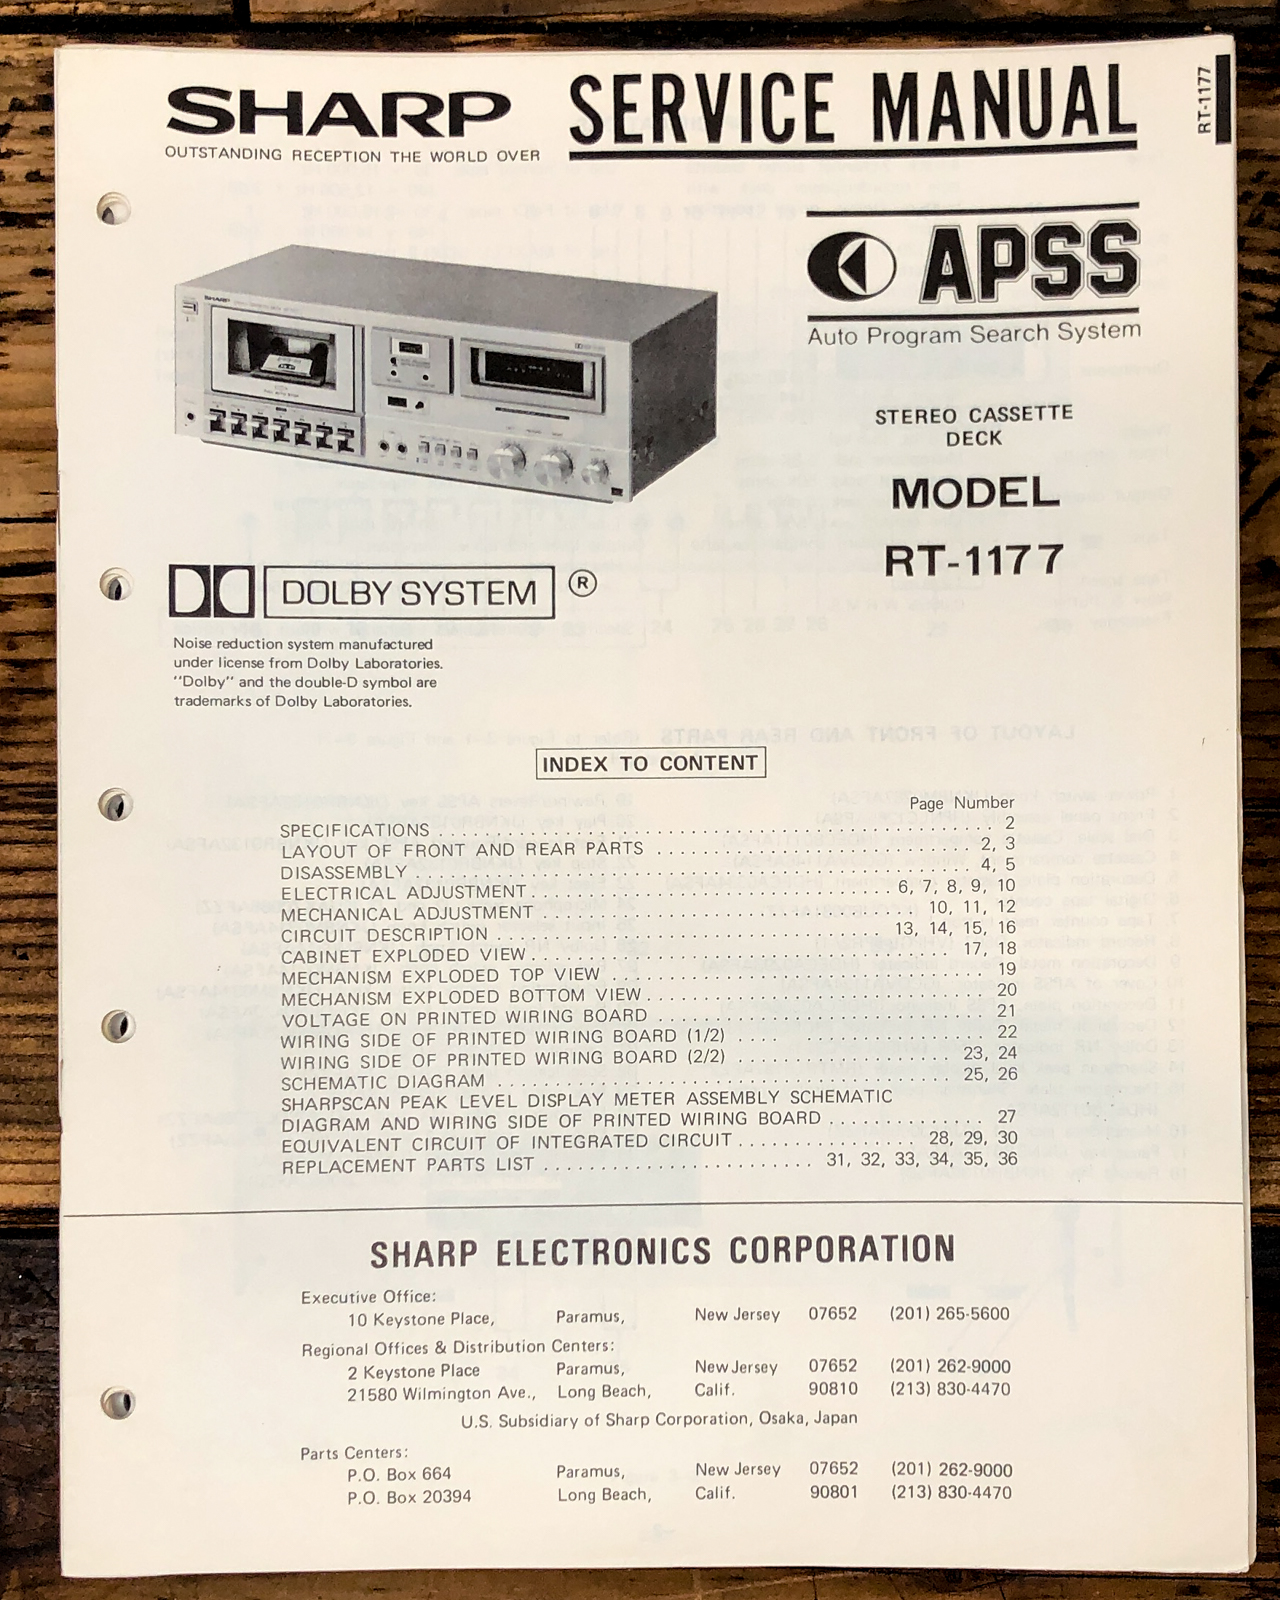 SHARP
OUTSTANDING RECEPTION THE WORLD OVER
SERVICE MANUAL
RT-1177
APSS
Auto Program Search System
STEREO CASSETTE
DECK
MODEL
RT-1177
SHARP
DOLBY SYSTEM ®
Noise reduction system manufactured
under license from Dolby Laboratories.
"Dolby" and the double-D symbol are
trademarks of Dolby Laboratories.
INDEX TO CONTENT
Page Number
SPECIFICATIONS . . . . . . . . . . . . . . . . . . . . 2
LAYOUT OF FRONT AND REAR PARTS . . . . . . . . . . . . . . . . . . . . 2, 3
DISASSEMBLY . . . . . . . . . . . . . . . . . . . . 4, 5
ELECTRICAL ADJUSTMENT . . . . . . . . . . . . . . . . . . . . 6, 7, 8, 9, 10
MECHANICAL ADJUSTMENT . . . . . . . . . . . . . . . . . . . . 10, 11, 12
CIRCUIT DESCRIPTION . . . . . . . . . . . . . . . . . . . . 13, 14, 15, 16
CABINET EXPLODED VIEW . . . . . . . . . . . . . . . . . . . . 17, 18
MECHANISM EXPLODED TOP VIEW . . . . . . . . . . . . . . . . . . . . 19
MECHANISM EXPLODED BOTTOM VIEW . . . . . . . . . . . . . . . . . . . . 20
VOLTAGE ON PRINTED WIRING BOARD . . . . . . . . . . . . . . . . . . . . 21
WIRING SIDE OF PRINTED WIRING BOARD (1/2) . . . . . . . . . . . . . . 22
WIRING SIDE OF PRINTED WIRING BOARD (2/2) . . . . . . . . . . . . 23, 24
SCHEMATIC DIAGRAM . . . . . . . . . . . . . . . . . . . . 25, 26
SHARPSCAN PEAK LEVEL DISPLAY METER ASSEMBLY SCHEMATIC
DIAGRAM AND WIRING SIDE OF PRINTED WIRING BOARD . . . . . . . . . . . . 27
EQUIVALENT CIRCUIT OF INTEGRATED CIRCUIT . . . . . . . . . . . . 28, 29, 30
REPLACEMENT PARTS LIST . . . . . . . . . . . . . . . . . . . . 31, 32, 33, 34, 35, 36
SHARP ELECTRONICS CORPORATION
Executive Office:
10 Keystone Place, Paramus, New Jersey 07652 (201) 265-5600
Regional Offices & Distribution Centers:
2 Keystone Place Paramus, New Jersey 07652 (201) 262-9000
21580 Wilmington Ave., Long Beach, Calif. 90810 (213) 830-4470
U.S. Subsidiary of Sharp Corporation, Osaka, Japan
Parts Centers:
P.O. Box 664 Paramus, New Jersey 07652 (201) 262-9000
P.O. Box 20394 Long Beach, Calif. 90801 (213) 830-4470